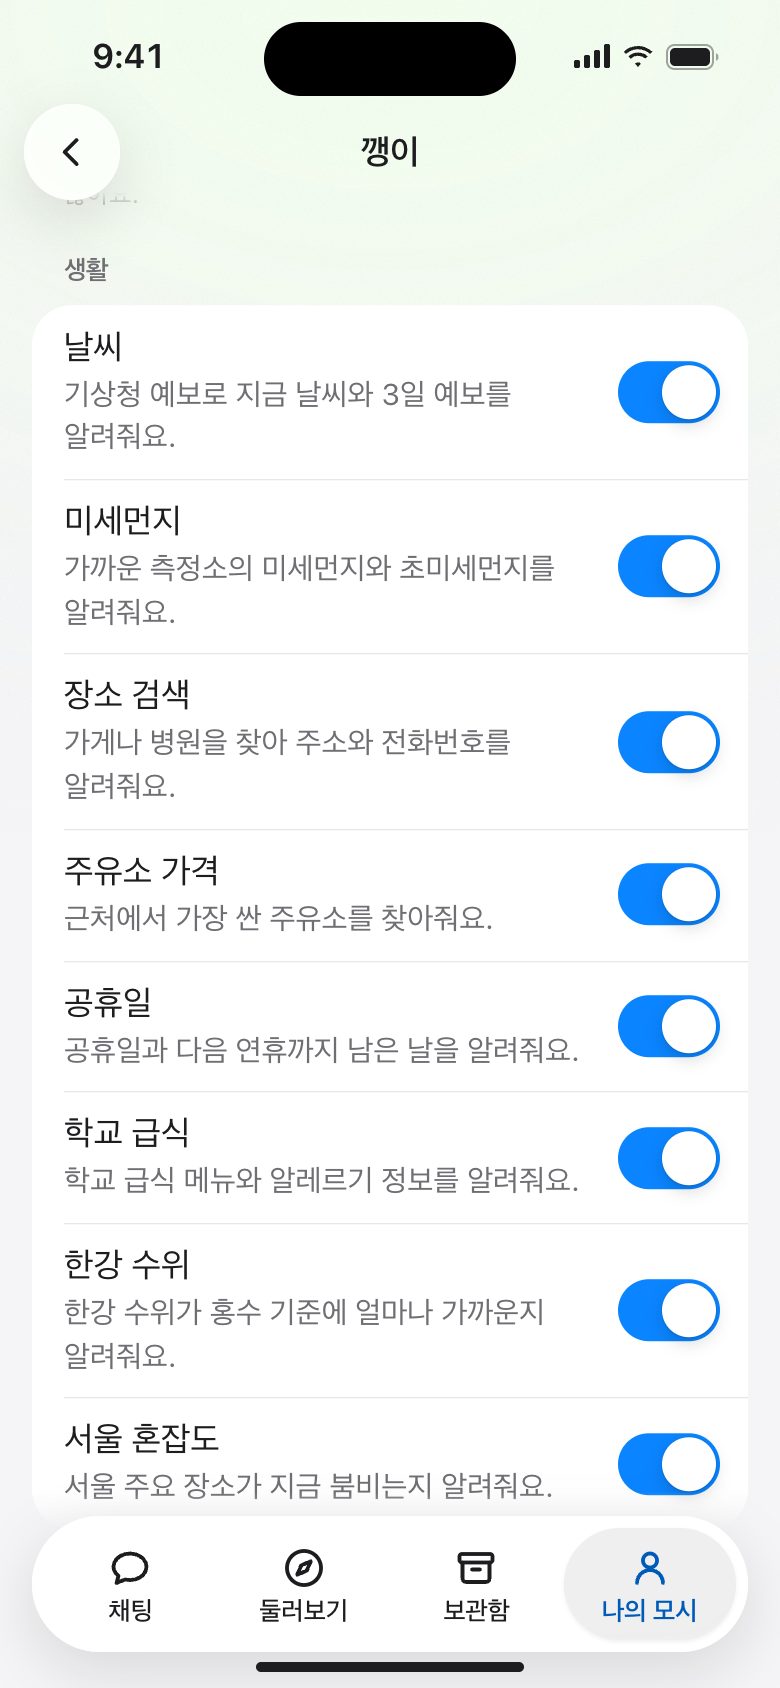 9:41
깽이
생활
날씨
기상청 예보로 지금 날씨와 3일 예보를
알려줘요.
미세먼지
가까운 측정소의 미세먼지와 초미세먼지를
알려줘요.
장소 검색
가게나 병원을 찾아 주소와 전화번호를
알려줘요.
주유소 가격
근처에서 가장 싼 주유소를 찾아줘요.
공휴일
공휴일과 다음 연휴까지 남은 날을 알려줘요.
학교 급식
학교 급식 메뉴와 알레르기 정보를 알려줘요.
한강 수위
한강 수위가 홍수 기준에 얼마나 가까운지
알려줘요.
서울 혼잡도
서울 주요 장소가 지금 붐비는지 알려줘요.
채팅
둘러보기
보관함
나의 모시